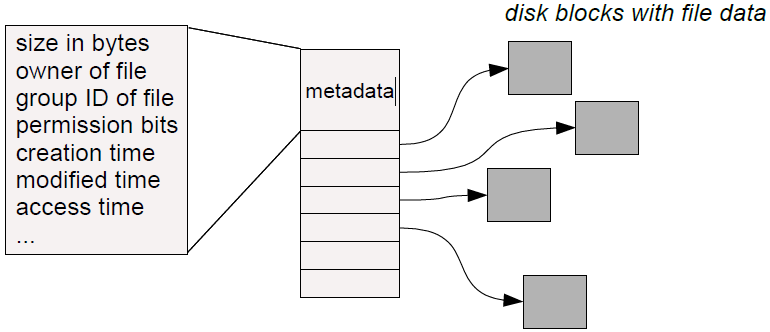 disk blocks with file data
size in bytes
owner of file
group ID of file
permission bits
creation time
modified time
access time
...
metadata